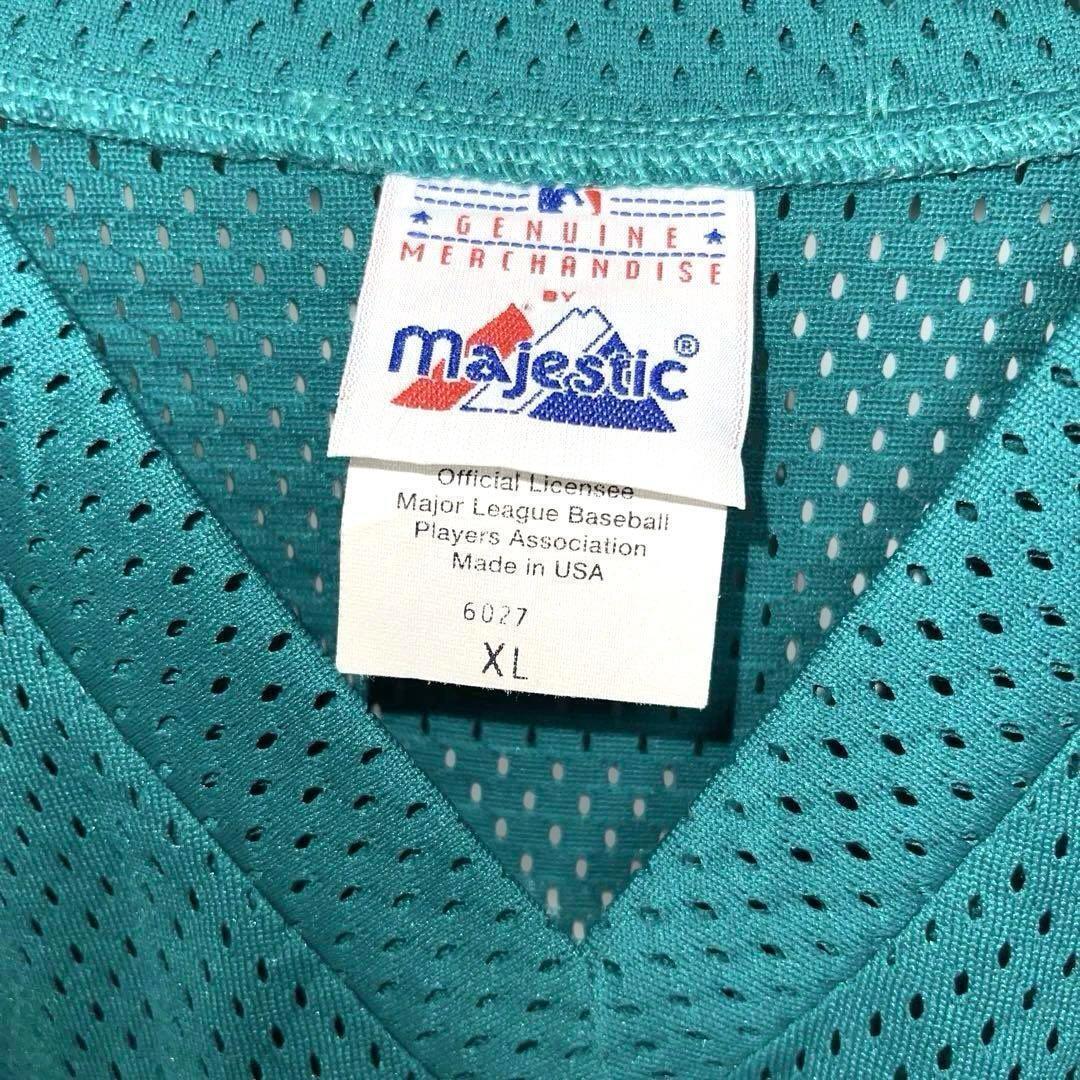 GENUINE
MERCHANDISE
BY
majestic®
Official Licensee
Major League Baseball
Players Association
Made in USA
6027
XL